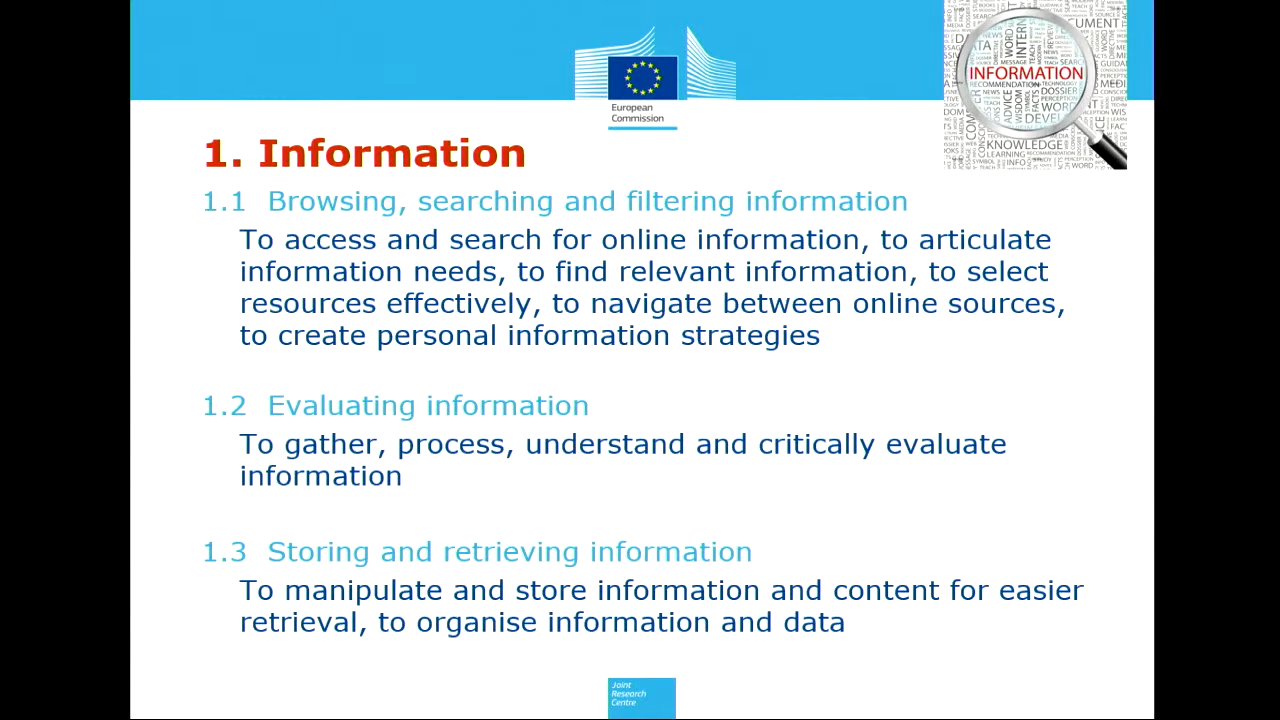 European
Commission
INFORMATION
KNOWLEDGE
1. Information
1.1 Browsing, searching and filtering information
To access and search for online information, to articulate
information needs, to find relevant information, to select
resources effectively, to navigate between online sources,
to create personal information strategies
1.2 Evaluating information
To gather, process, understand and critically evaluate
information
1.3 Storing and retrieving information
To manipulate and store information and content for easier
retrieval, to organise information and data
Joint
Research
Centre